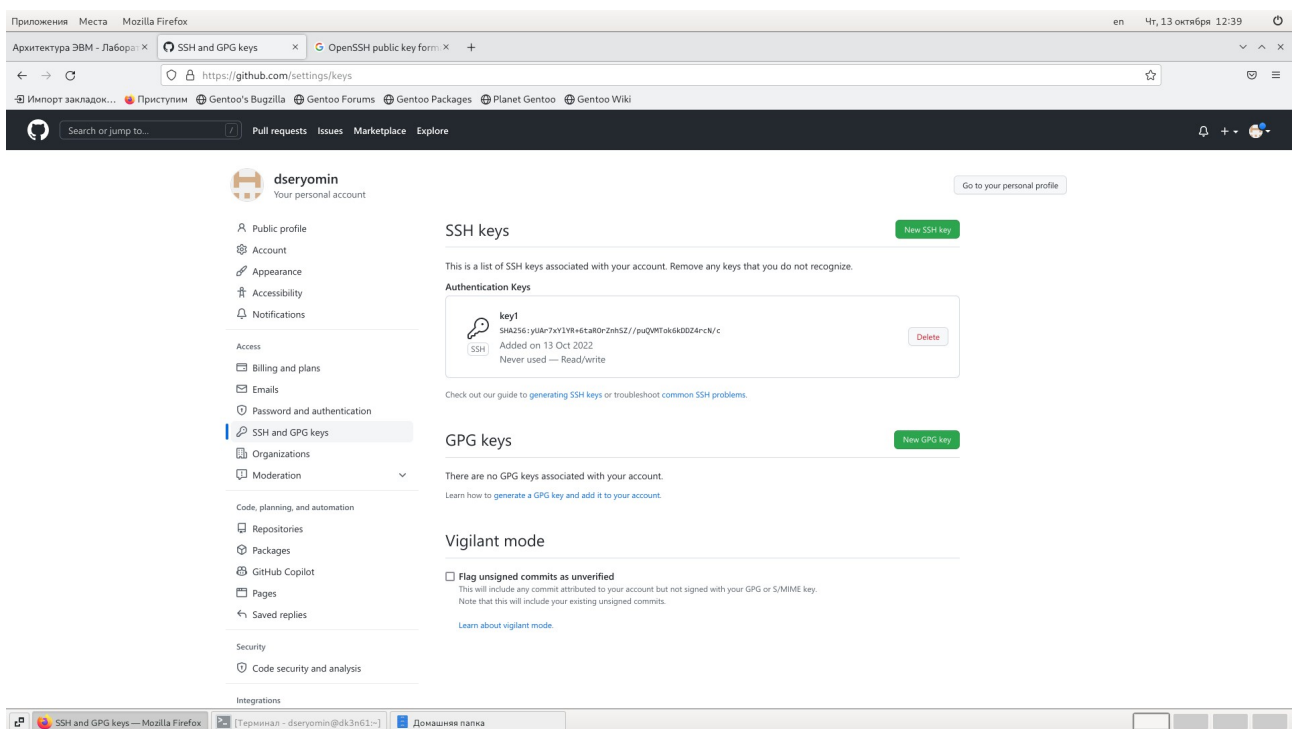 Приложения Места Mozilla Firefox en Чт, 13 октября 12:39
Архитектура ЭВМ - Лаборат SSH and GPG keys OpenSSH public key form
https://github.com/settings/keys
Импорт закладок... Приступим Gentoo's Bugzilla Gentoo Forums Gentoo Packages Planet Gentoo Gentoo Wiki
Search or jump to... / Pull requests Issues Marketplace Explore
dseryomin
Your personal account
Go to your personal profile
Public profile
Account
Appearance
Accessibility
Notifications
Access
Billing and plans
Emails
Password and authentication
SSH and GPG keys
Organizations
Moderation
Code, planning, and automation
Repositories
Packages
GitHub Copilot
Pages
Saved replies
Security
Code security and analysis
Integrations
SSH keys
New SSH key
This is a list of SSH keys associated with your account. Remove any keys that you do not recognize.
Authentication Keys
key1
SHA256:yUAr7xY1YR+6taROrZnhSZ//puQVMTok6kDDZ4rcN/c
SSH
Added on 13 Oct 2022
Never used — Read/write
Delete
Check out our guide to generating SSH keys or troubleshoot common SSH problems.
GPG keys
New GPG key
There are no GPG keys associated with your account.
Learn how to generate a GPG key and add it to your account.
Vigilant mode
Flag unsigned commits as unverified
This will include any commit attributed to your account but not signed with your GPG or S/MIME key.
Note that this will include your existing unsigned commits.
Learn about vigilant mode.
SSH and GPG keys — Mozilla Firefox [Терминал - dseryomin@dk3n61:~] Домашняя папка